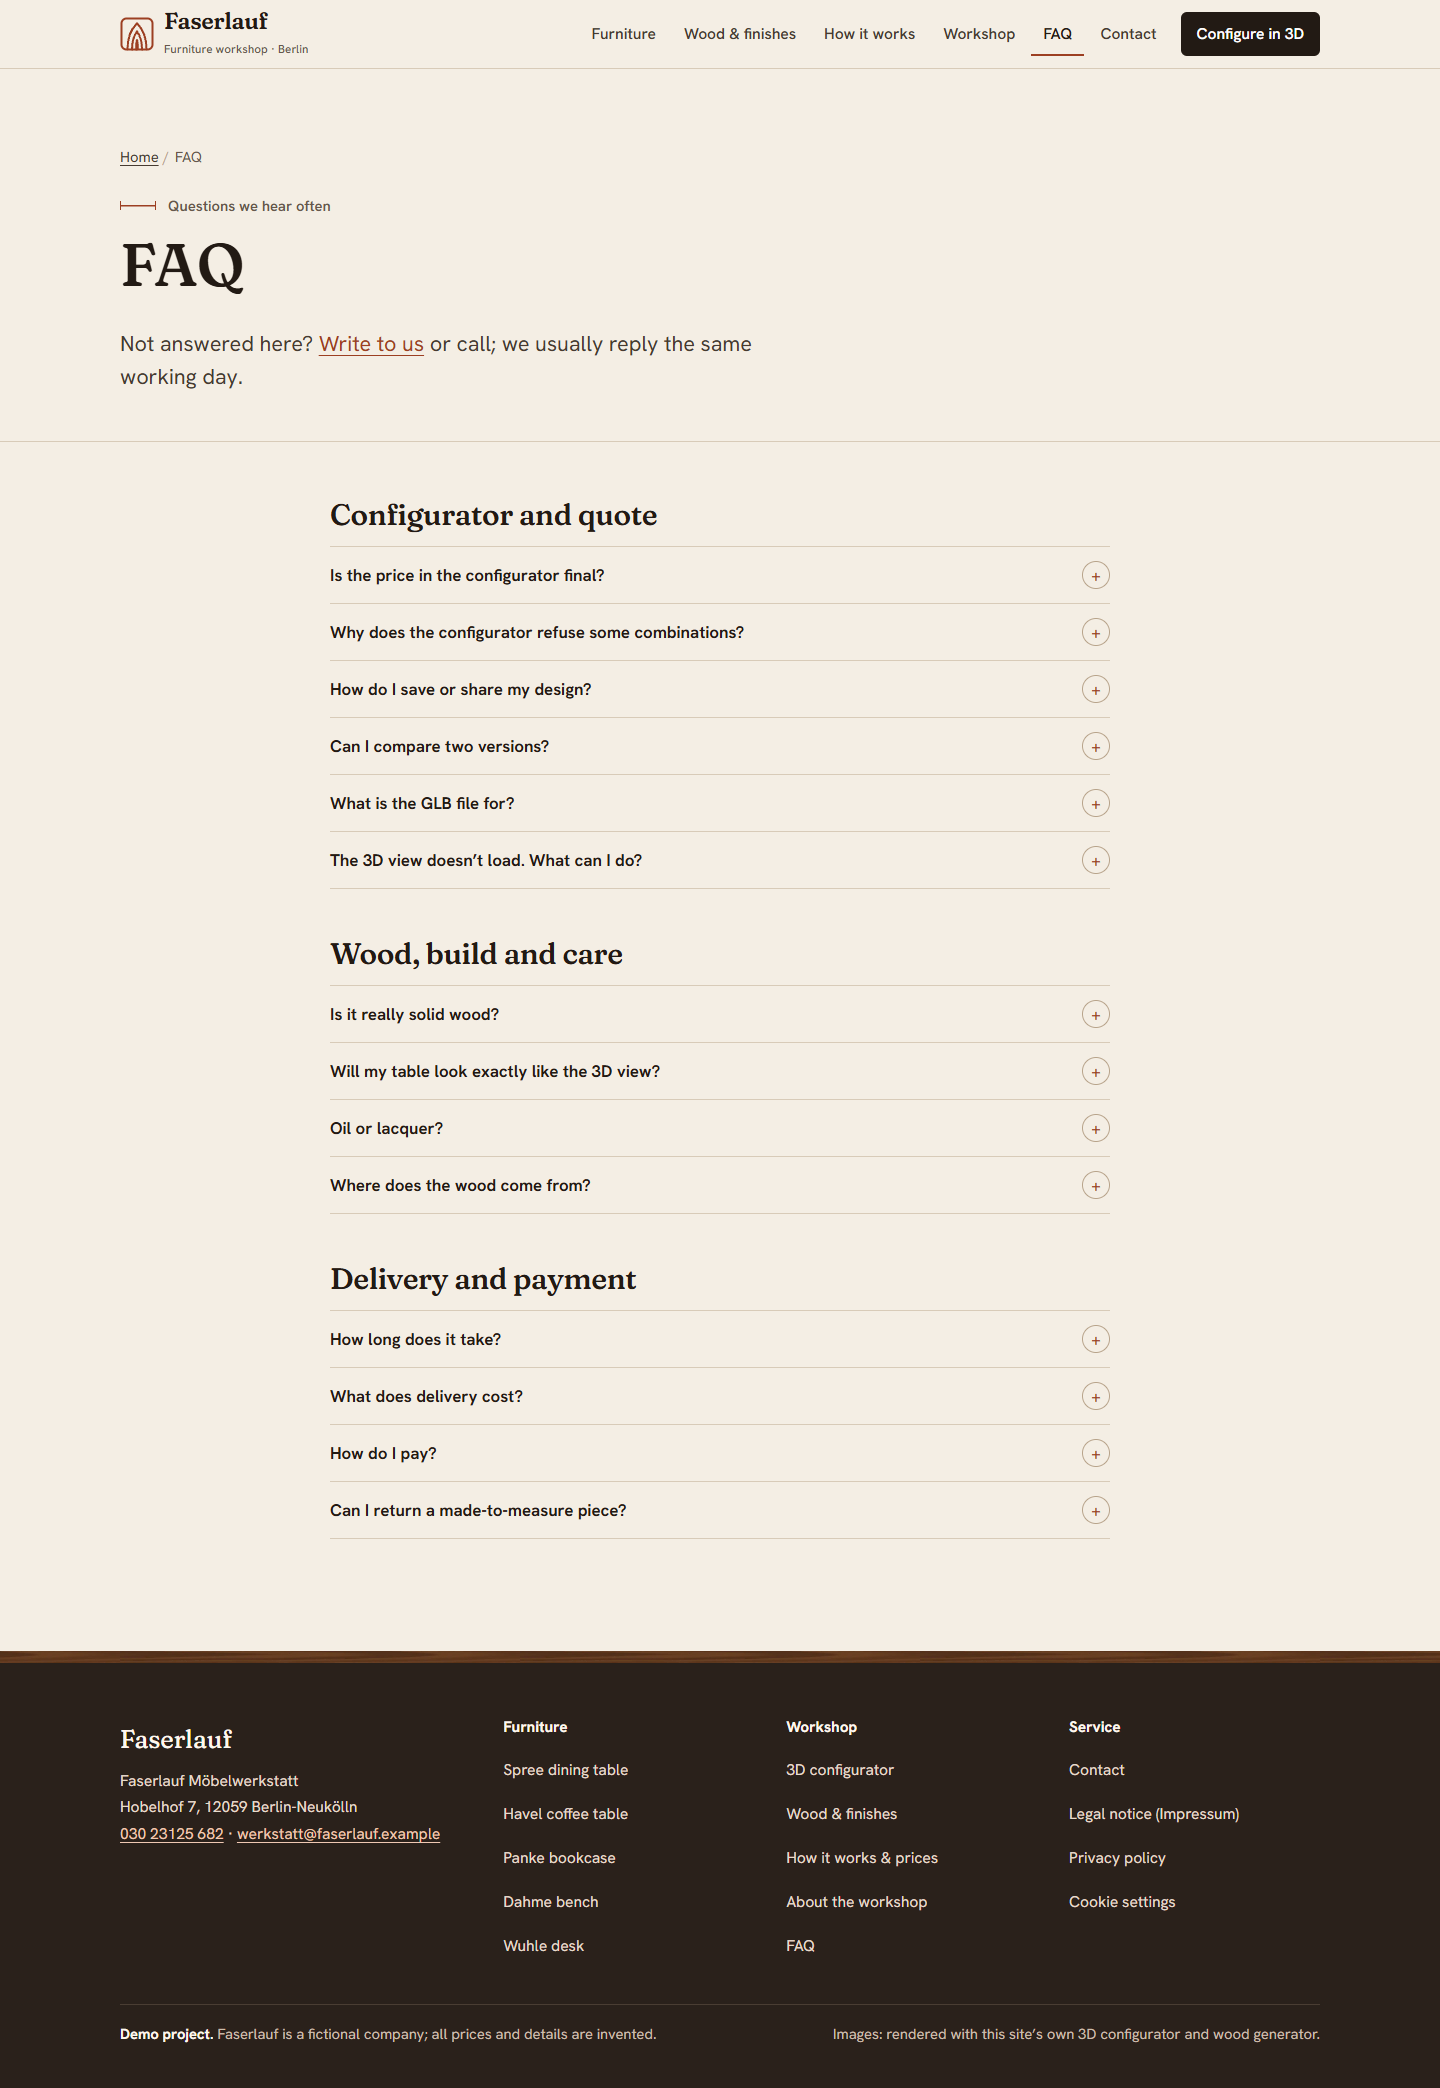 Faserlauf
Furniture workshop · Berlin
Furniture
Wood & finishes
How it works
Workshop
FAQ
Contact
Configure in 3D
Home / FAQ
Questions we hear often
FAQ
Not answered here? Write to us or call; we usually reply the same
working day.
Configurator and quote
Is the price in the configurator final?
+
Why does the configurator refuse some combinations?
+
How do I save or share my design?
+
Can I compare two versions?
+
What is the GLB file for?
+
The 3D view doesn’t load. What can I do?
+
Wood, build and care
Is it really solid wood?
+
Will my table look exactly like the 3D view?
+
Oil or lacquer?
+
Where does the wood come from?
+
Delivery and payment
How long does it take?
+
What does delivery cost?
+
How do I pay?
+
Can I return a made-to-measure piece?
+
Faserlauf
Faserlauf Möbelwerkstatt
Hobelhof 7, 12059 Berlin-Neukölln
030 23125 682 · werkstatt@faserlauf.example
Furniture
Spree dining table
Havel coffee table
Panke bookcase
Dahme bench
Wuhle desk
Workshop
3D configurator
Wood & finishes
How it works & prices
About the workshop
FAQ
Service
Contact
Legal notice (Impressum)
Privacy policy
Cookie settings
Demo project. Faserlauf is a fictional company; all prices and details are invented.
Images: rendered with this site’s own 3D configurator and wood generator.